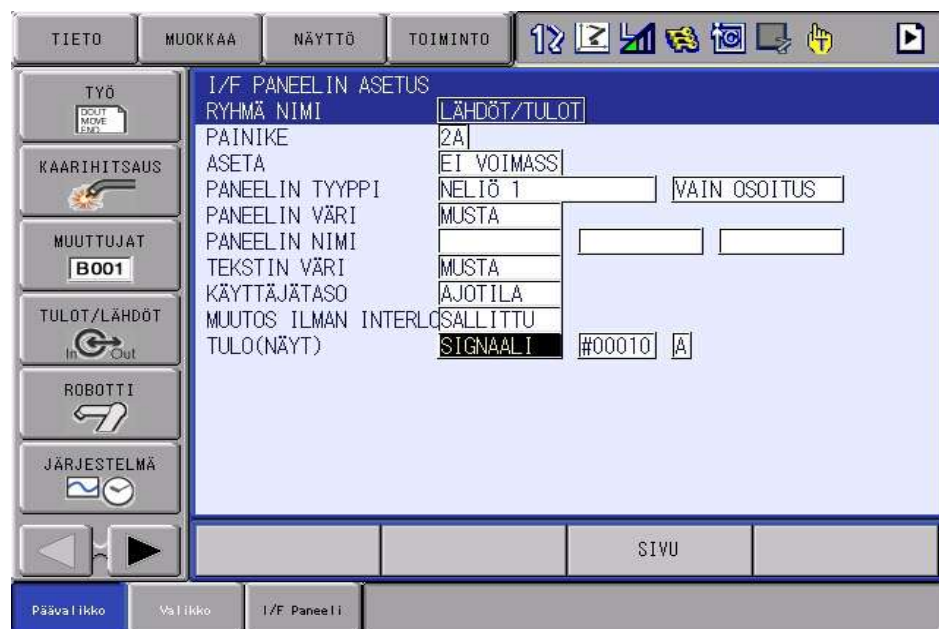 TIETO MUOKKAA NÄYTTÖ TOIMINTO
TYÖ
DOUT
MOVE
END
KAARIHITSAUS
MUUTTUJAT
B001
TULOT/LÄHDÖT
In Out
ROBOTTI
JÄRJESTELMÄ
I/F PANEELIN ASETUS
RYHMÄ NIMI LÄHDÖT/TULOT
PAINIKE 2A
ASETA EI VOIMASS
PANEELIN TYYPPI NELIÖ 1 VAIN OSOITUS
PANEELIN VÄRI MUSTA
PANEELIN NIMI
TEKSTIN VÄRI MUSTA
KÄYTTÄJÄTASO AJOTILA
MUUTOS ILMAN INTERLO SALLITTU
TULO(NÄYT) SIGNAALI #00010 A
SIVU
Päävalikko Valikko I/F Paneeli